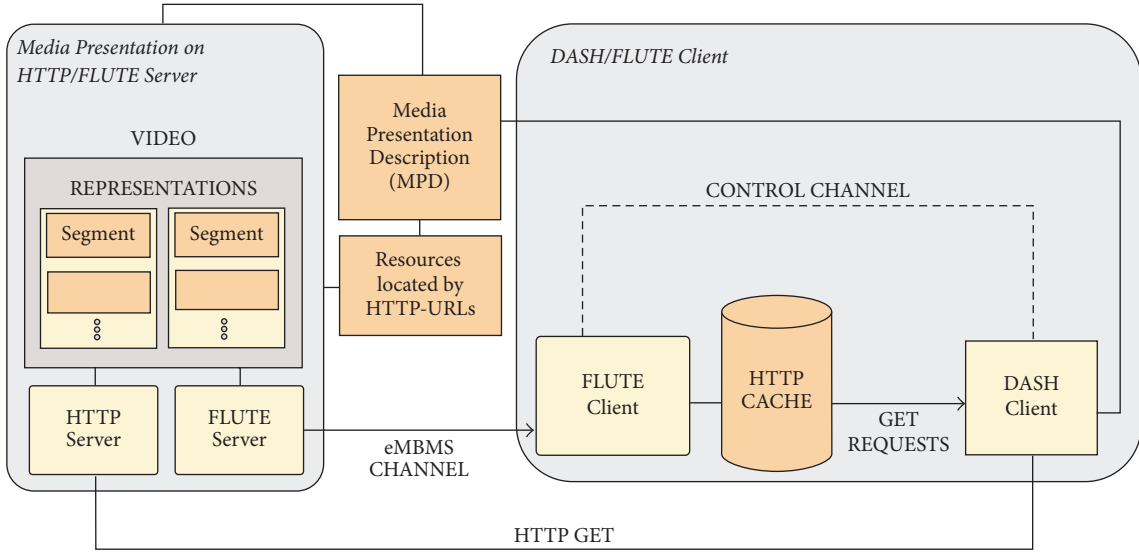 Media Presentation on
HTTP/FLUTE Server
VIDEO
REPRESENTATIONS
Segment
Segment
HTTP
Server
FLUTE
Server
Media
Presentation
Description
(MPD)
Resources
located by
HTTP-URLs
eMBMS
CHANNEL
DASH/FLUTE Client
CONTROL CHANNEL
FLUTE
Client
HTTP
CACHE
GET
REQUESTS
DASH
Client
HTTP GET